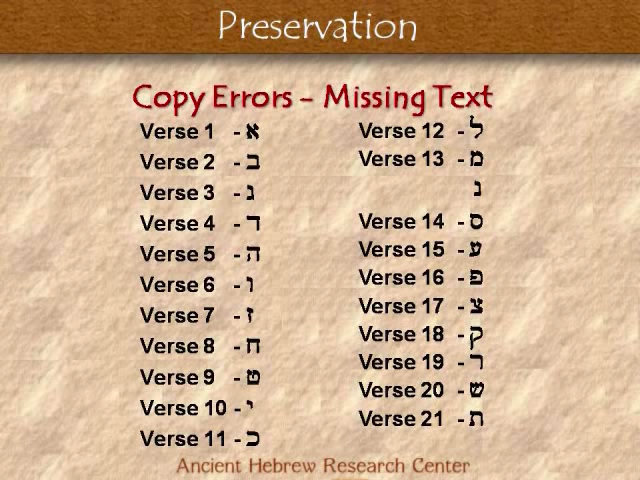 Preservation
Copy Errors - Missing Text
Verse 1 - א
Verse 2 - ב
Verse 3 - ג
Verse 4 - ד
Verse 5 - ה
Verse 6 - ו
Verse 7 - ז
Verse 8 - ח
Verse 9 - ט
Verse 10 - י
Verse 11 - כ
Verse 12 - ל
Verse 13 - מ
נ
Verse 14 - ס
Verse 15 - ע
Verse 16 - פ
Verse 17 - צ
Verse 18 - ק
Verse 19 - ר
Verse 20 - ש
Verse 21 - ת
Ancient Hebrew Research Center